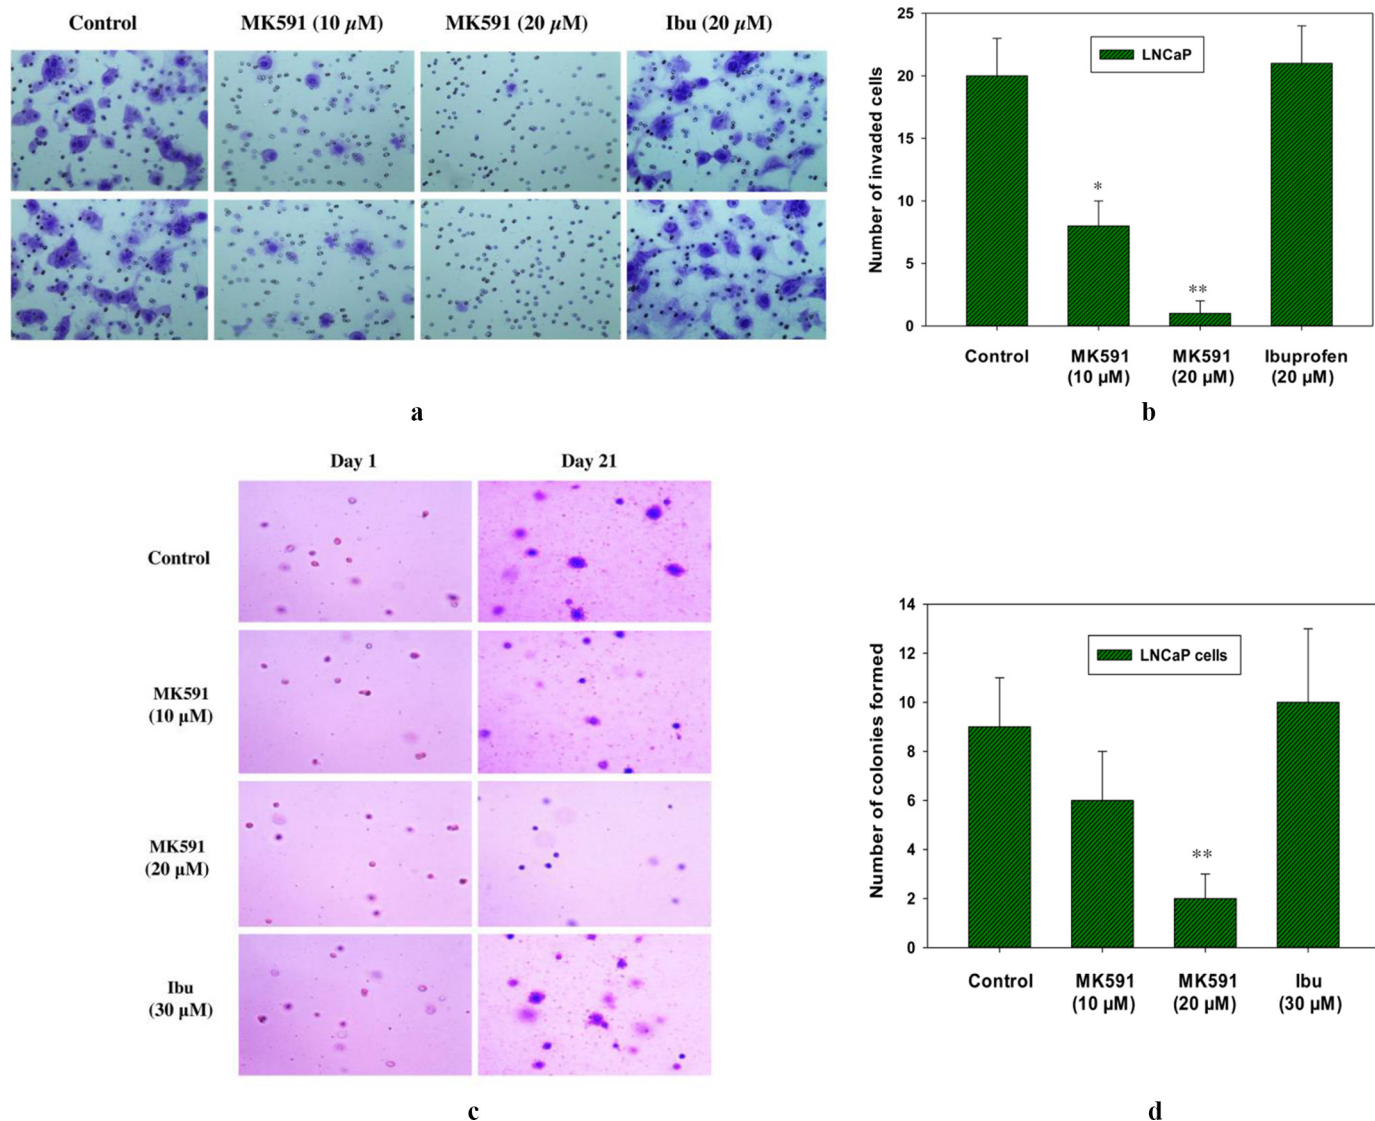 Control MK591 (10 µM) MK591 (20 µM) Ibu (20 µM)
a
25
20
15
10
5
0
Number of invaded cells
LNCaP
*
**
Control MK591 MK591 Ibuprofen
(10 µM) (20 µM) (20 µM)
b
Day 1 Day 21
Control
MK591
(10 µM)
MK591
(20 µM)
Ibu
(30 µM)
c
14
12
10
8
6
4
2
0
Number of colonies formed
LNCaP cells
**
Control MK591 MK591 Ibu
(10 µM) (20 µM) (30 µM)
d